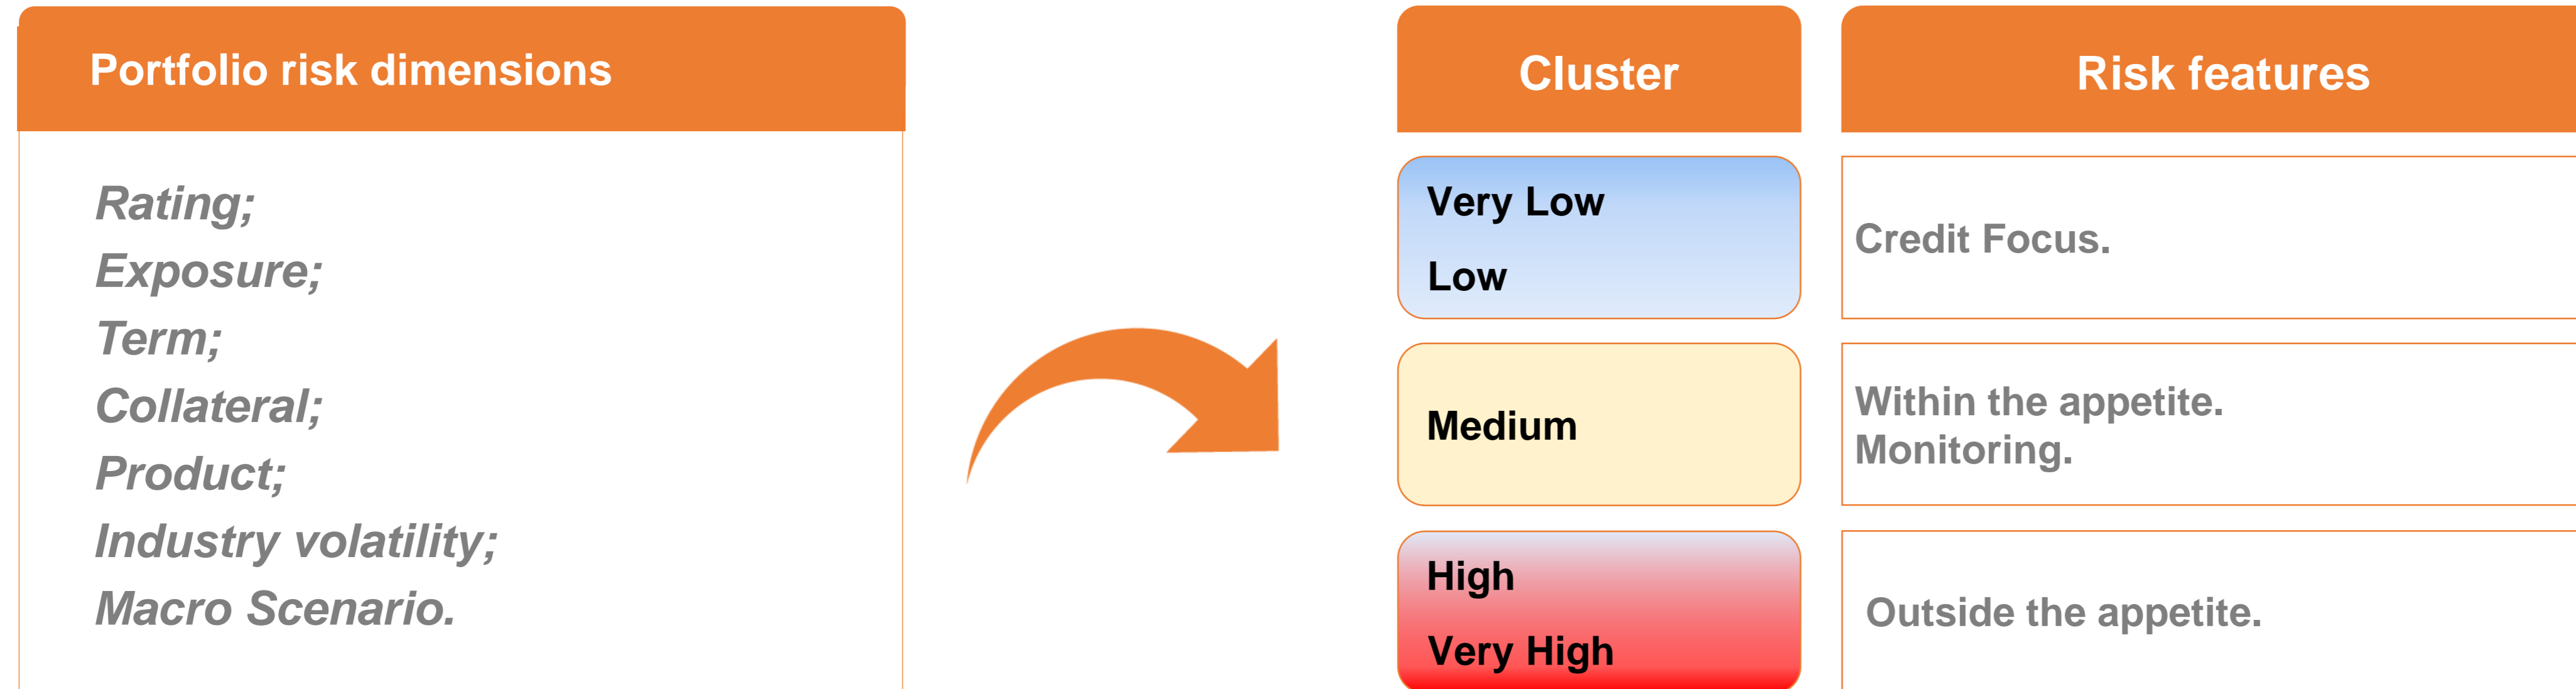 Portfolio risk dimensions
Rating;
Exposure;
Term;
Collateral;
Product;
Industry volatility;
Macro Scenario.
Cluster
Risk features
Very Low
Low
Credit Focus.
Medium
Within the appetite.
Monitoring.
High
Very High
Outside the appetite.